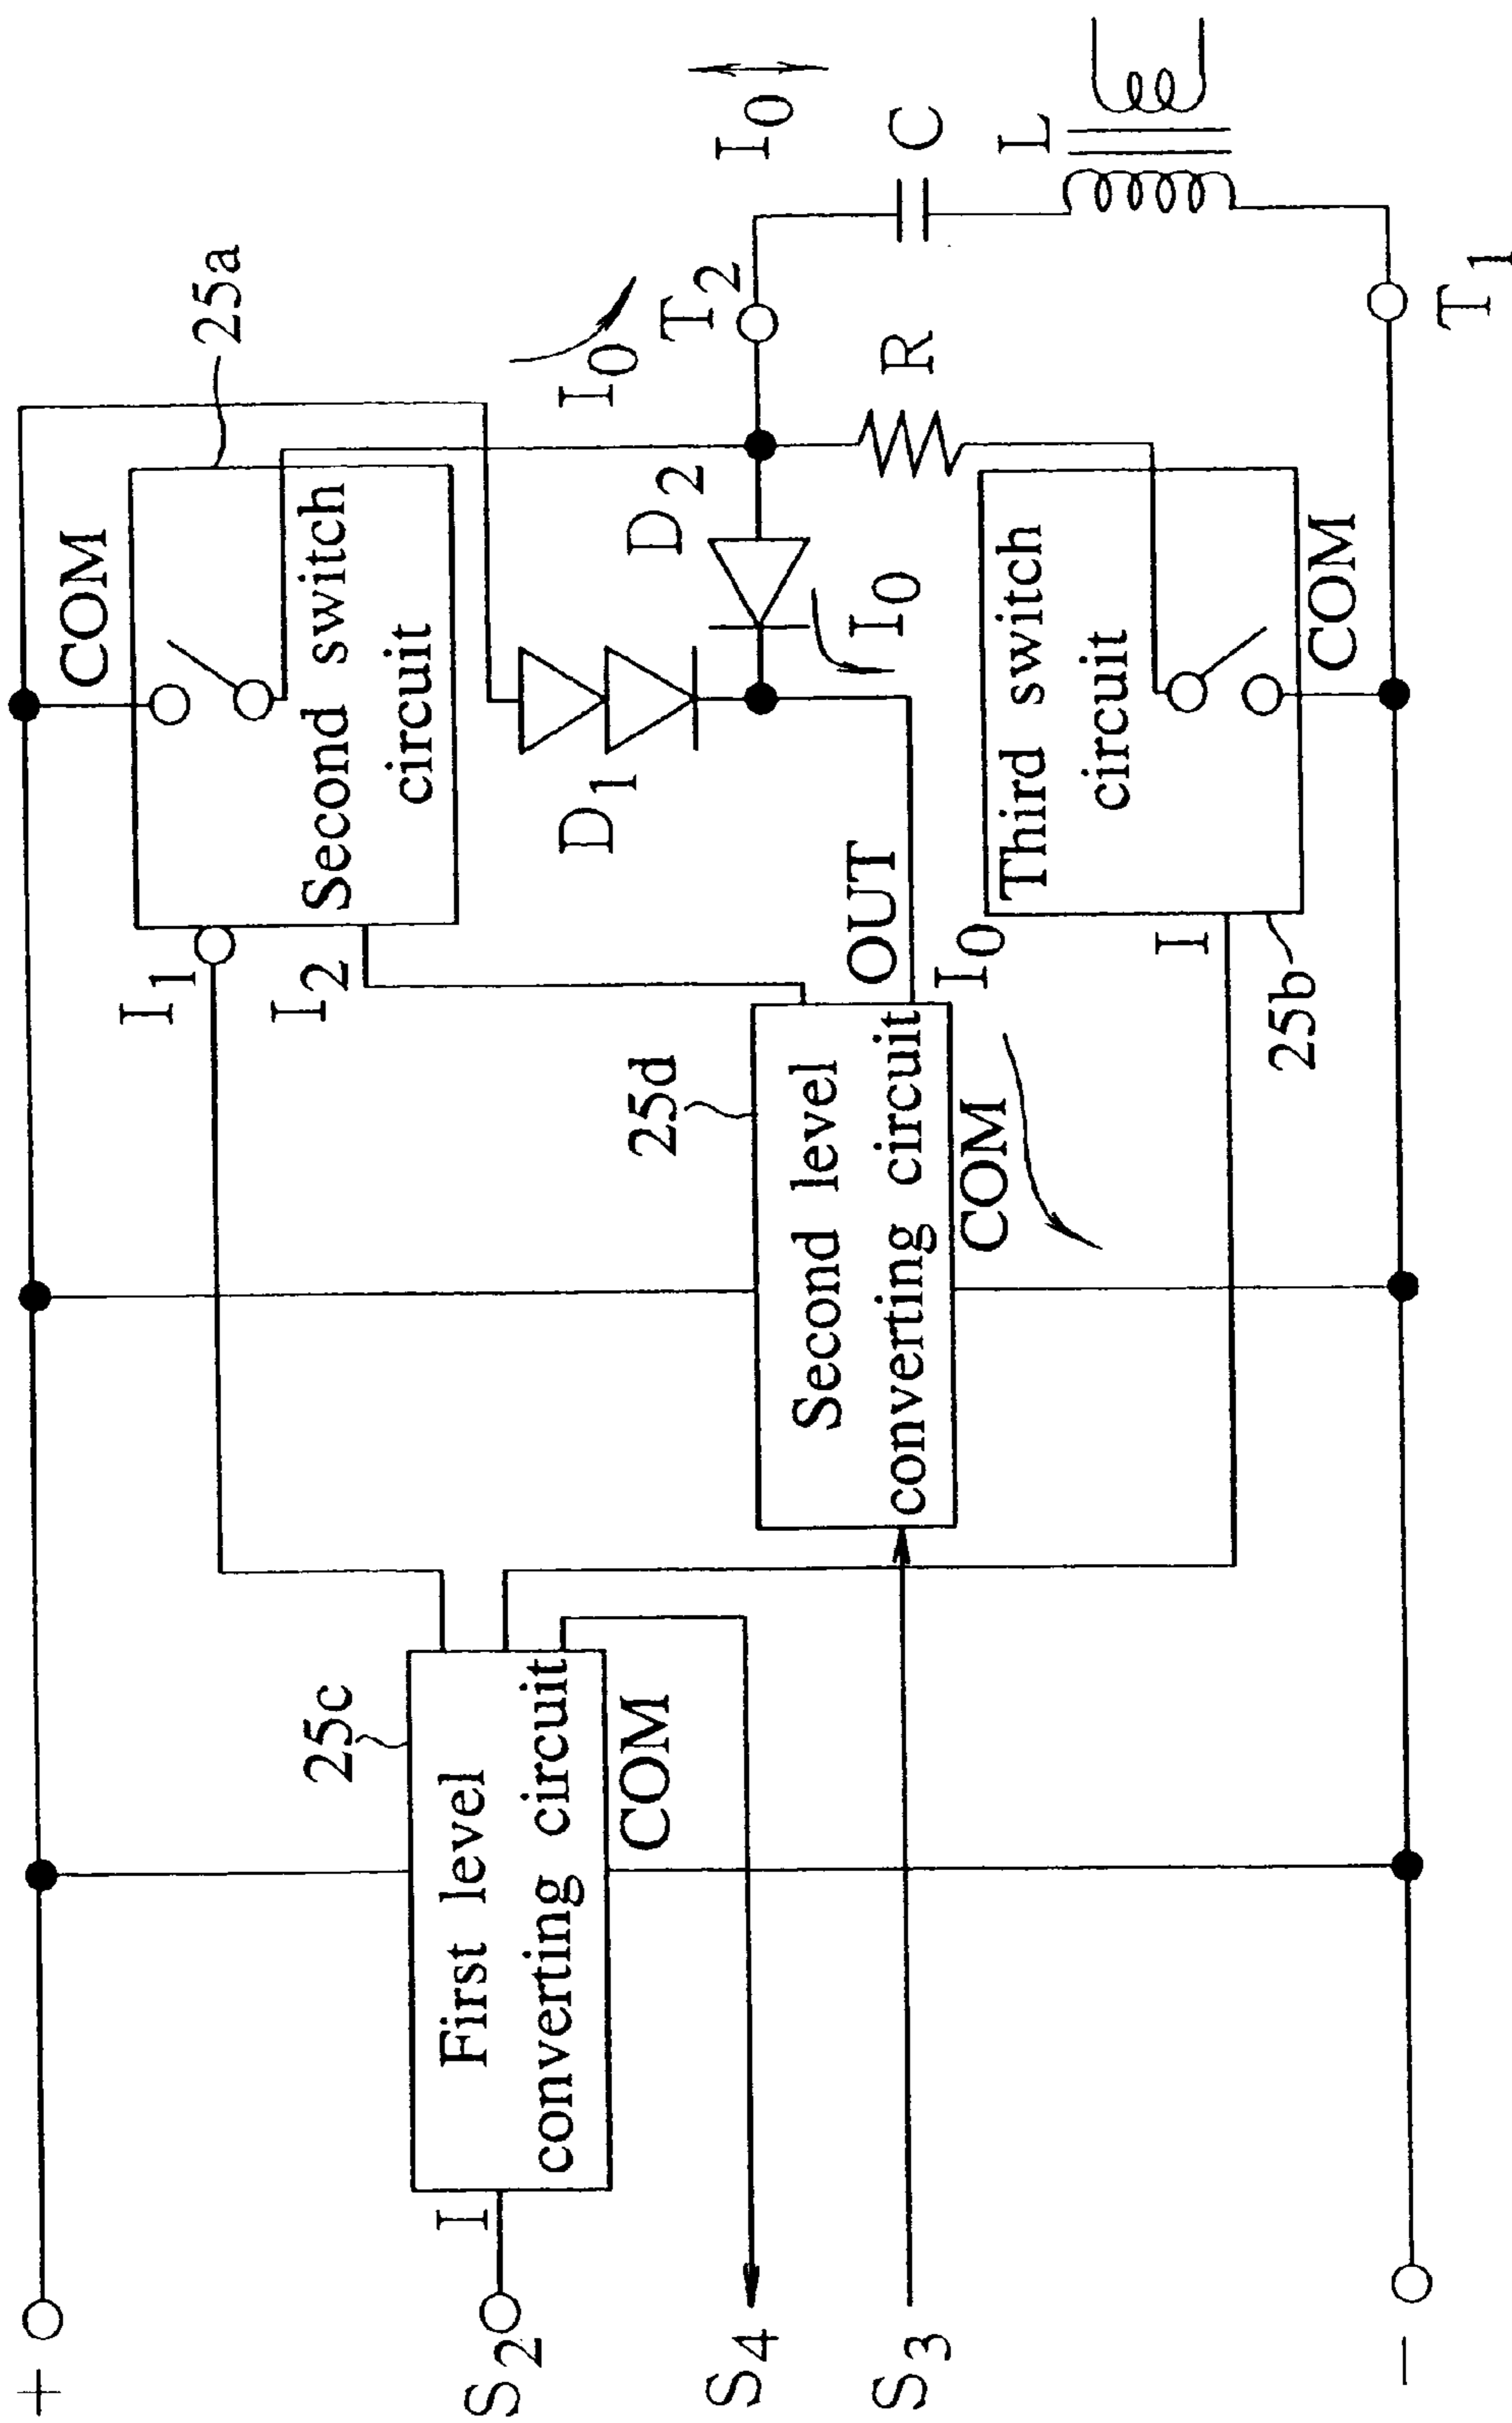 +
S2
S4
S3
−
I
First level
converting circuit
25c
COM
Second level
converting circuit
25d
COM
OUT
I0
I1
I2
COM
Second switch
circuit
25a
D1
D2
I0
I0
T2
R
Third switch
circuit
I
25b
COM
T1
I0
C
L